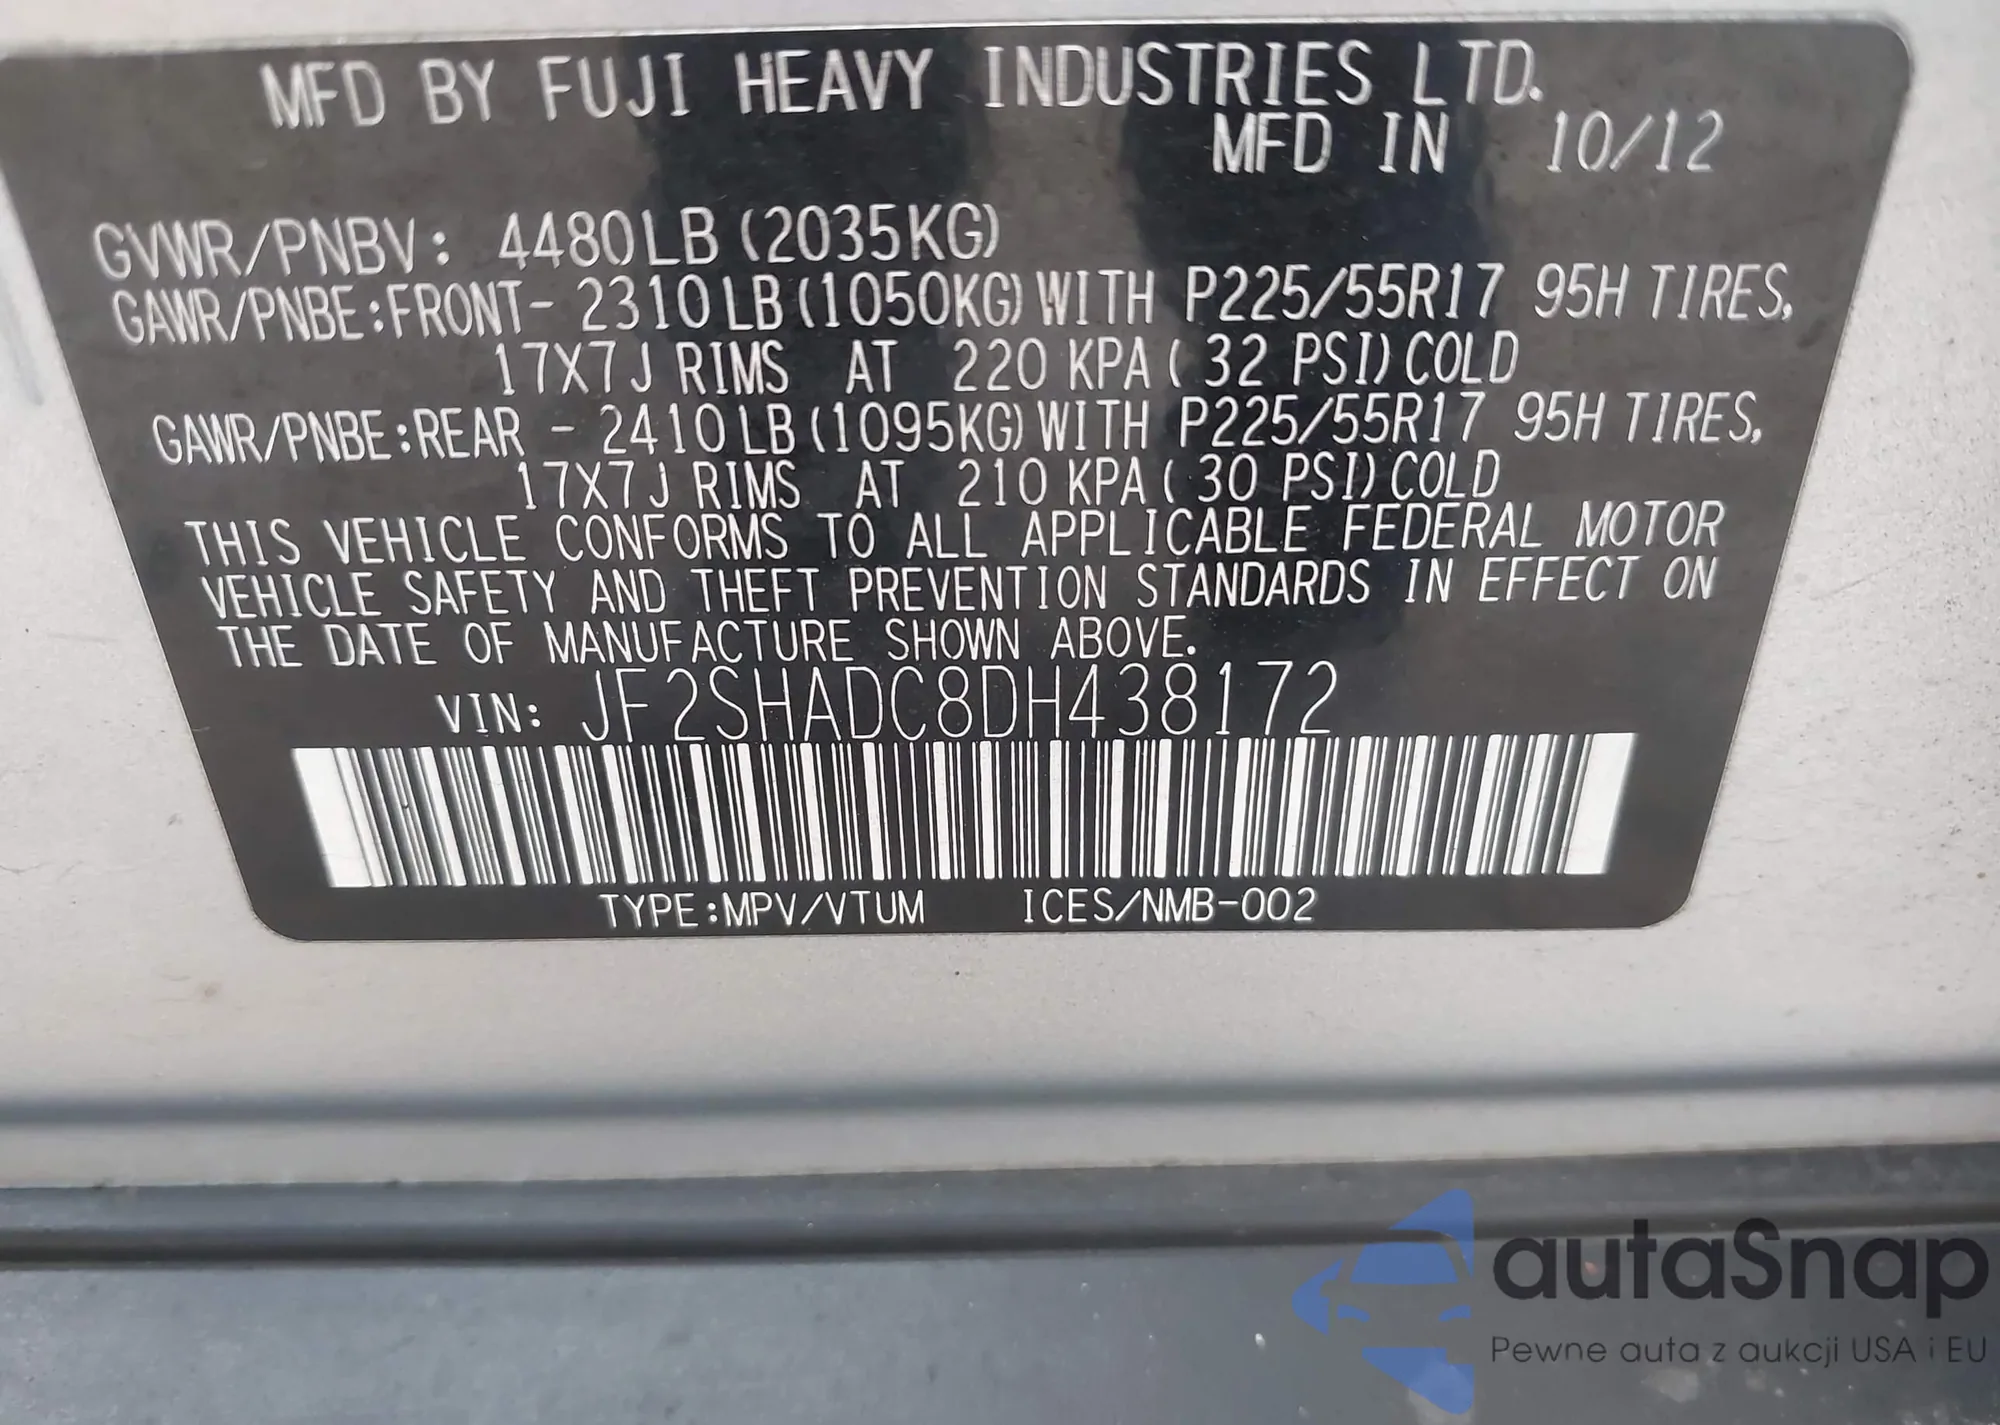 MFD BY FUJI HEAVY INDUSTRIES LTD.
MFD IN 10/12
GVWR/PNBV: 4480LB (2035KG)
GAWR/PNBE:FRONT- 2310LB(1050KG)WITH P225/55R17 95H TIRES,
17X7J RIMS AT 220 KPA( 32 PSI)COLD
GAWR/PNBE:REAR - 2410LB(1095KG)WITH P225/55R17 95H TIRES,
17X7J RIMS AT 210 KPA( 30 PSI)COLD
THIS VEHICLE CONFORMS TO ALL APPLICABLE FEDERAL MOTOR
VEHICLE SAFETY AND THEFT PREVENTION STANDARDS IN EFFECT ON
THE DATE OF MANUFACTURE SHOWN ABOVE.
VIN: JF2SHADC8DH438172
TYPE:MPV/VTUM ICES/NMB-002
autaSnap
Pewne auta z aukcji USA i EU